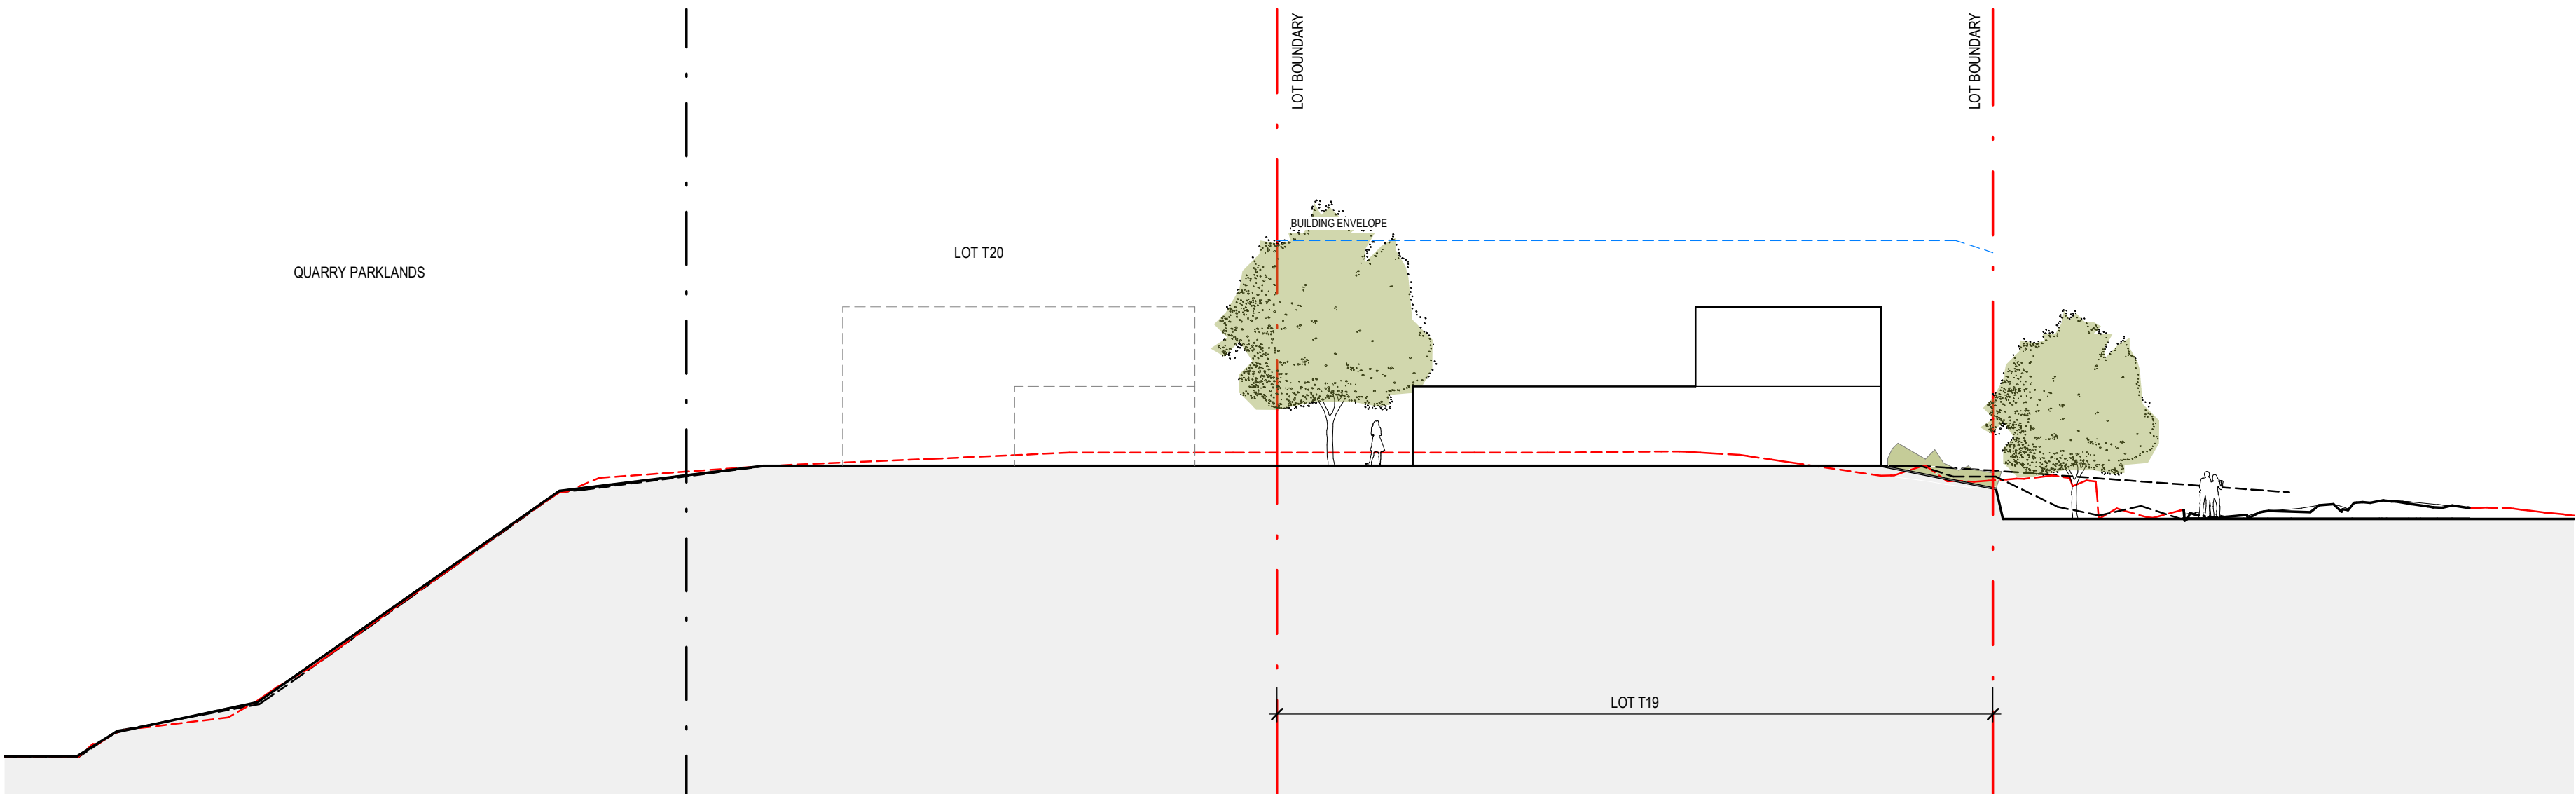 LOT BOUNDARY
LOT BOUNDARY
BUILDING ENVELOPE
LOT T20
QUARRY PARKLANDS
LOT T19